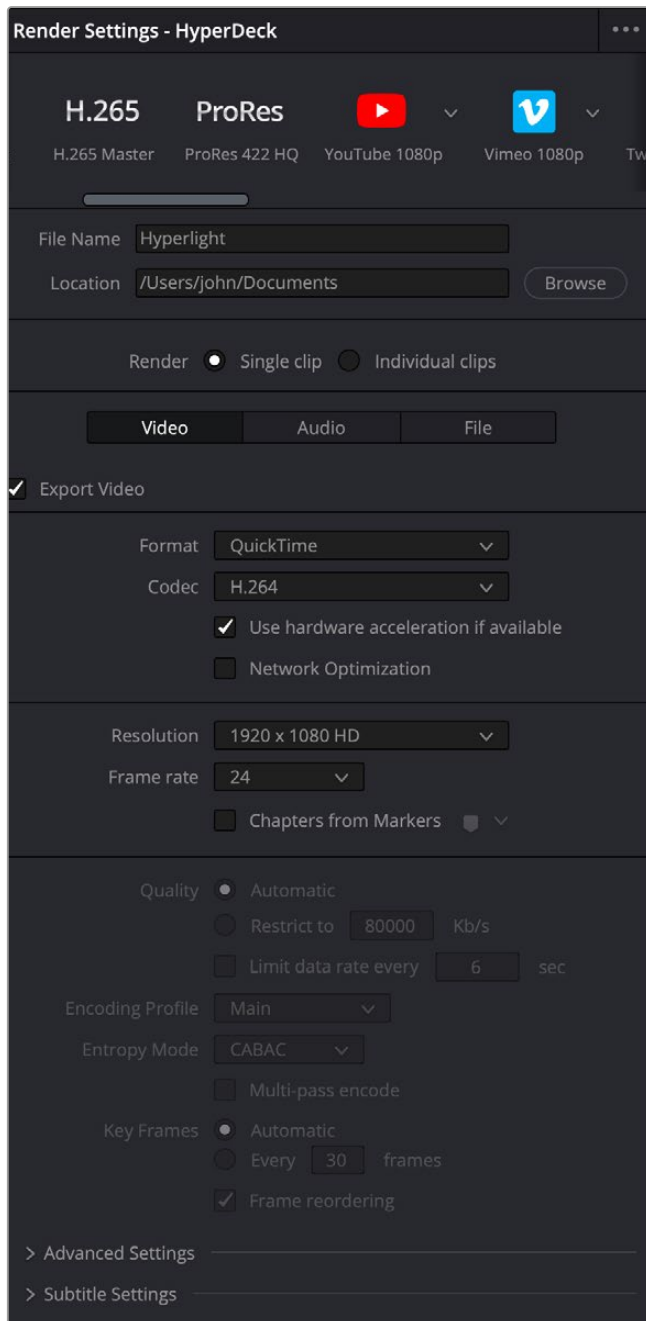 Render Settings - HyperDeck
H.265 ProRes
H.265 Master ProRes 422 HQ YouTube 1080p Vimeo 1080p Tw
File Name Hyperlight
Location /Users/john/Documents Browse
Render Single clip Individual clips
Video Audio File
Export Video
Format QuickTime
Codec H.264
Use hardware acceleration if available
Network Optimization
Resolution 1920 x 1080 HD
Frame rate 24
Chapters from Markers
Quality Automatic
Restrict to 80000 Kb/s
Limit data rate every 6 sec
Encoding Profile Main
Entropy Mode CABAC
Multi-pass encode
Key Frames Automatic
Every 30 frames
Frame reordering
Advanced Settings
Subtitle Settings